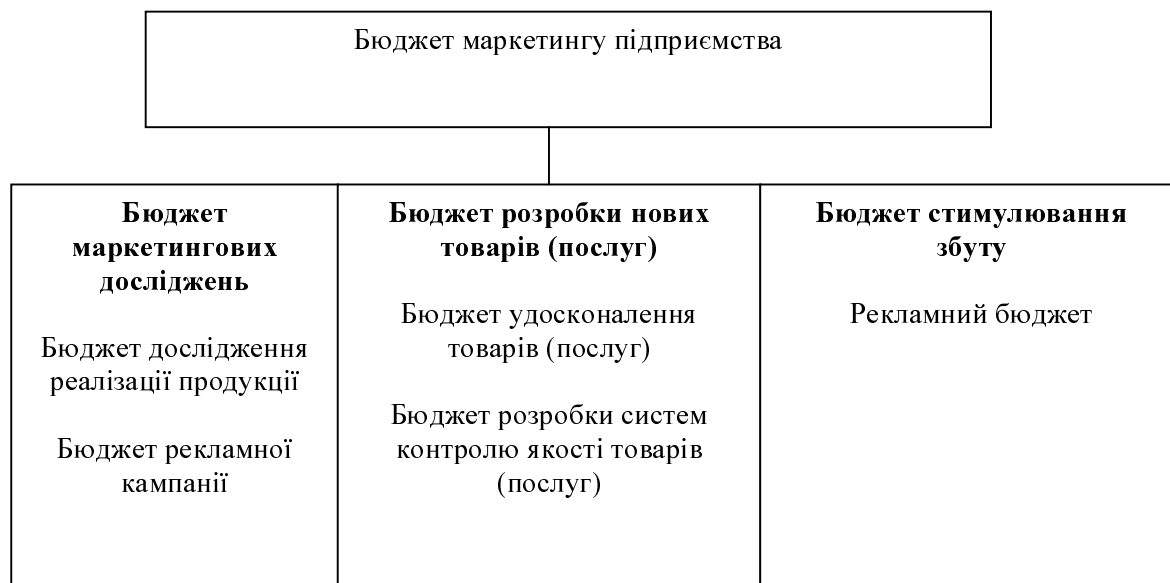 Бюджет маркетингу підприємства
Бюджет
маркетингових
досліджень
Бюджет дослідження
реалізації продукції
Бюджет рекламної
кампанії
Бюджет розробки нових
товарів (послуг)
Бюджет удосконалення
товарів (послуг)
Бюджет розробки систем
контролю якості товарів
(послуг)
Бюджет стимулювання
збуту
Рекламний бюджет